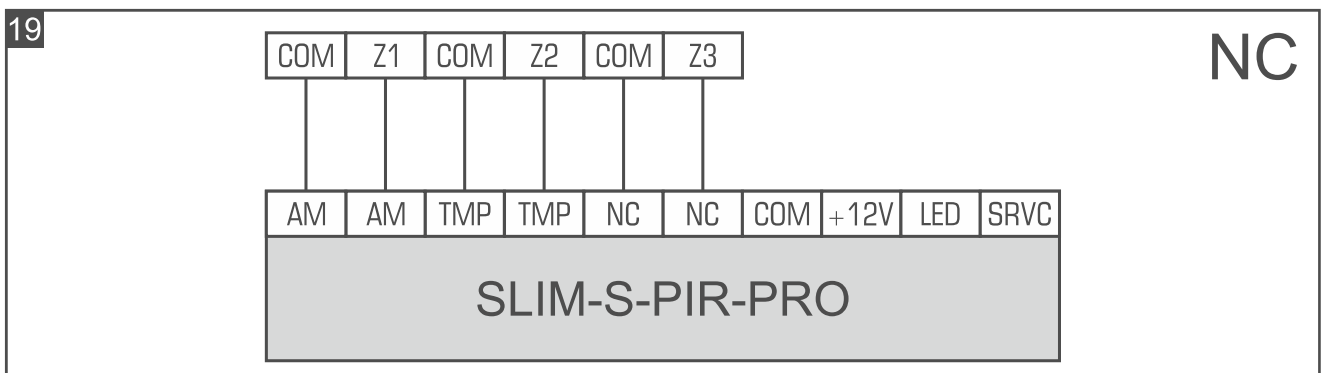 19
NC
COM Z1 COM Z2 COM Z3
AM AM TMP TMP NC NC COM +12V LED SRVC
SLIM-S-PIR-PRO